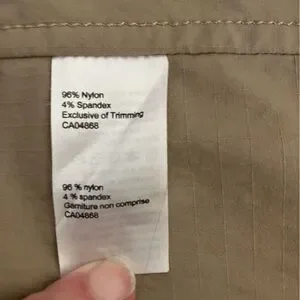 96% Nylon
4% Spandex
Exclusive of Trimming
CA04868
96 % nylon
4 % spandex
Garniture non comprise
CA04868